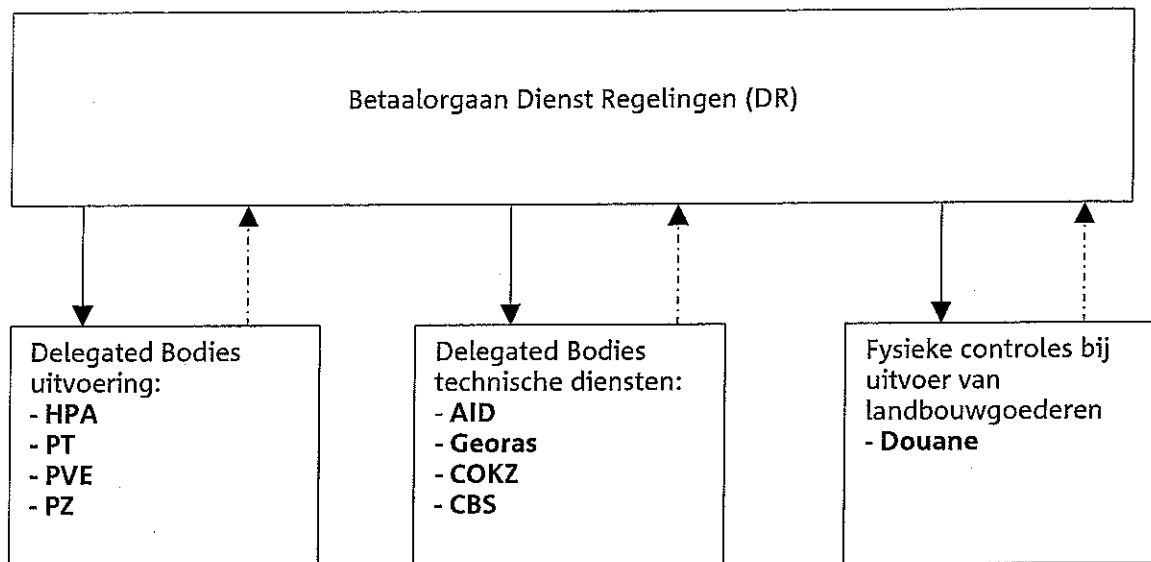 Betaalorgaan Dienst Regelingen (DR)
Delegated Bodies
uitvoering:
- HPA
- PT
- PVE
- PZ
Delegated Bodies
technische diensten:
- AID
- Georas
- COKZ
- CBS
Fysieke controles bij
uitvoer van
landbouwgoederen
- Douane